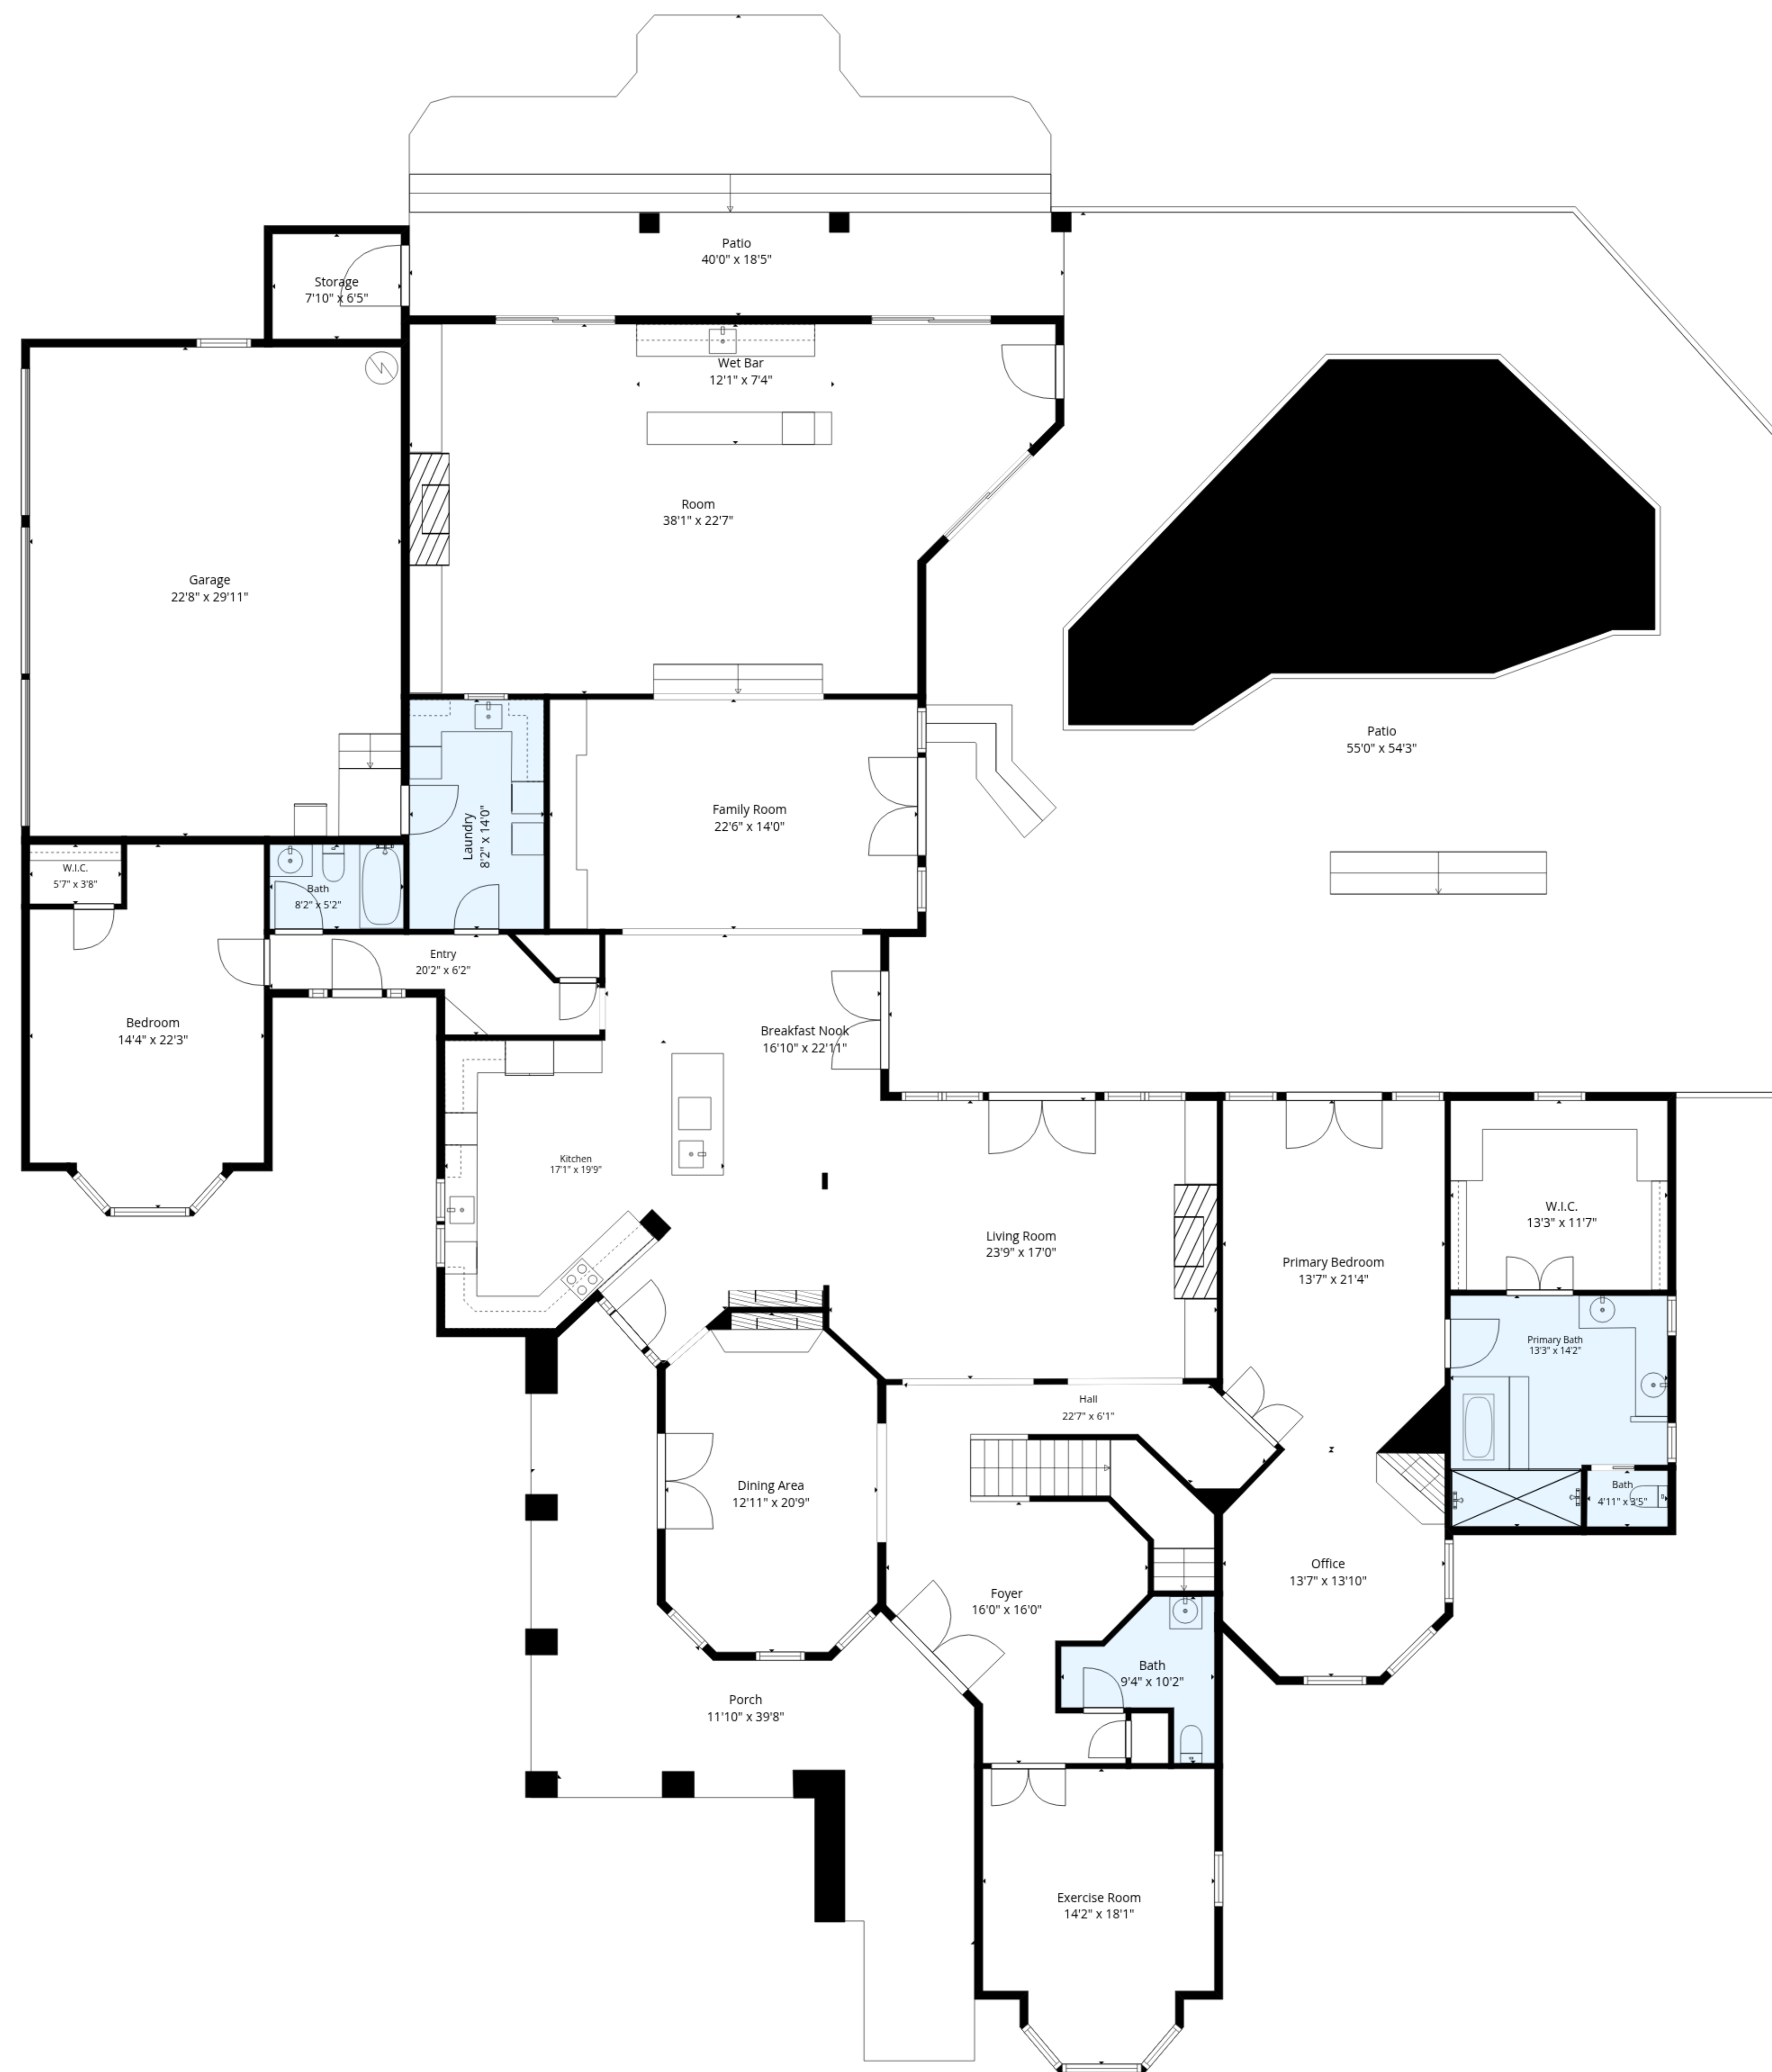 Patio
40'0" x 18'5"
Storage
7'10" x 6'5"
Wet Bar
12'1" x 7'4"
Room
38'1" x 22'7"
Garage
22'8" x 29'11"
Patio
55'0" x 54'3"
Family Room
22'6" x 14'0"
Laundry
8'2" x 14'0"
W.I.C.
5'7" x 3'8"
Bath
8'2" x 5'2"
Entry
20'2" x 6'2"
Bedroom
14'4" x 22'3"
Breakfast Nook
16'10" x 22'11"
Kitchen
17'1" x 19'9"
Living Room
23'9" x 17'0"
Primary Bedroom
13'7" x 21'4"
W.I.C.
13'3" x 11'7"
Primary Bath
13'3" x 14'2"
Hall
22'7" x 6'1"
Dining Area
12'11" x 20'9"
Bath
4'11" x 3'5"
Office
13'7" x 13'10"
Foyer
16'0" x 16'0"
Bath
9'4" x 10'2"
Porch
11'10" x 39'8"
Exercise Room
14'2" x 18'1"